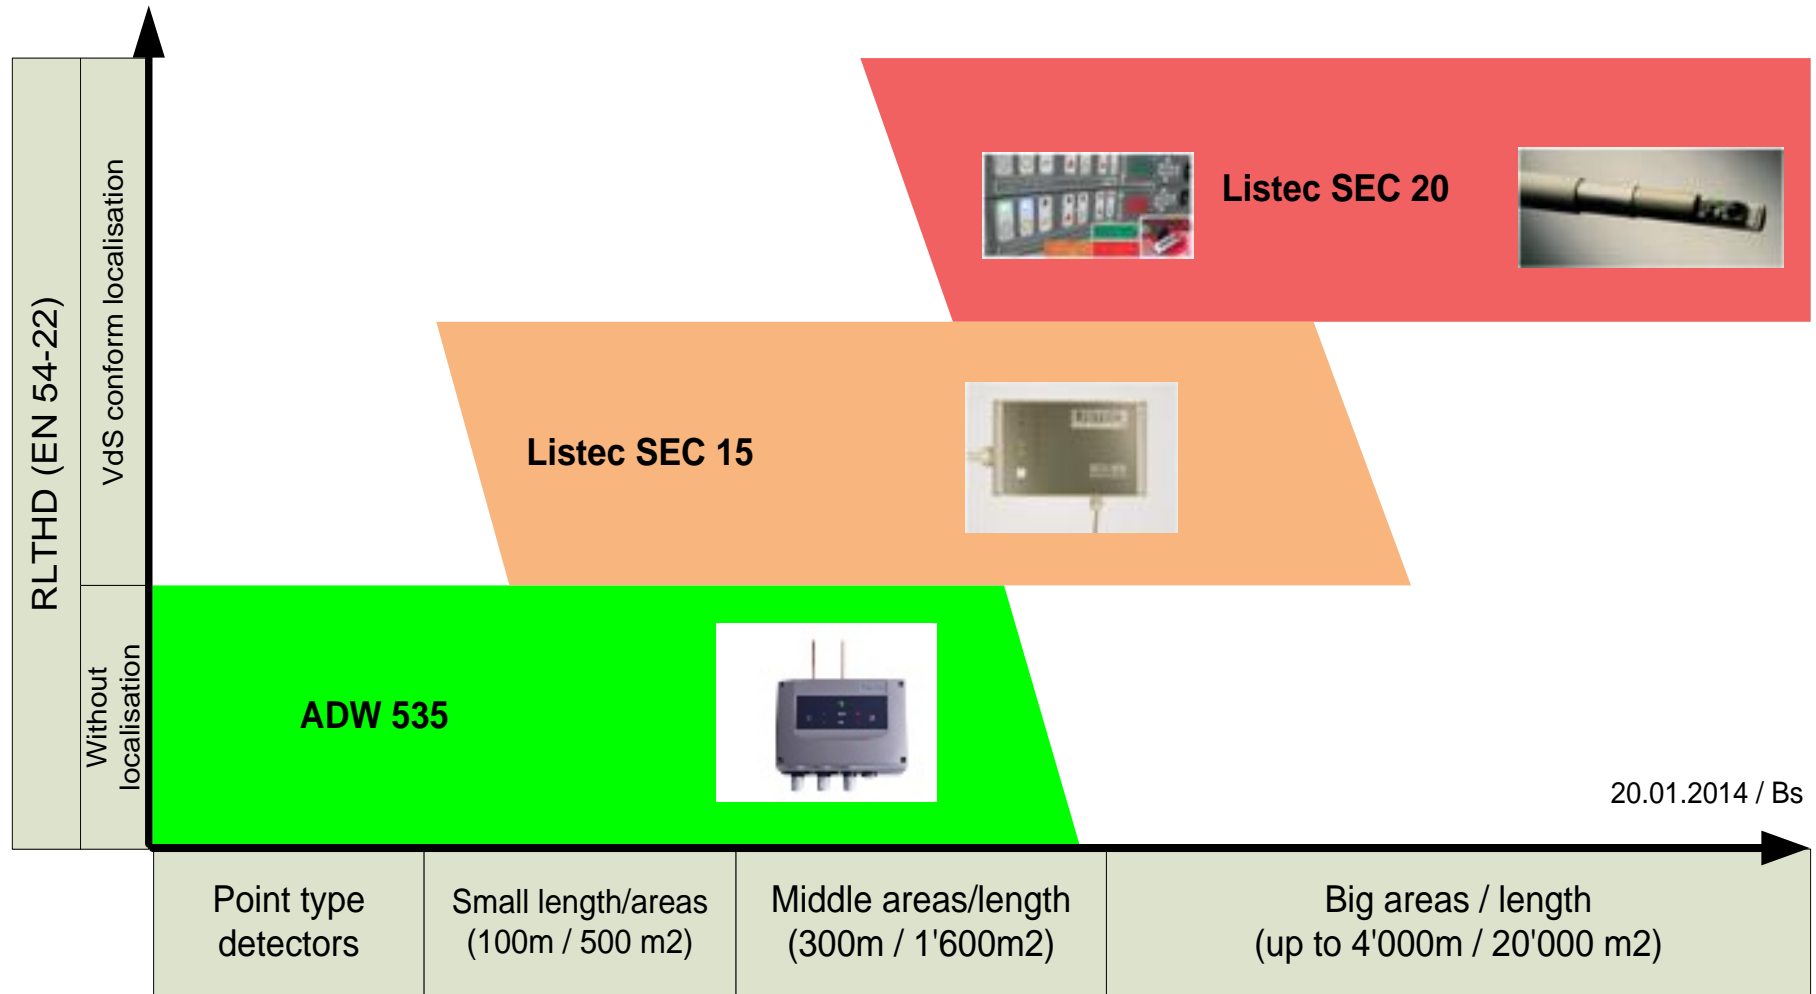 RLTHD (EN 54-22)
VdS conform localisation
Without
localisation
Listec SEC 20
Listec SEC 15
ADW 535
20.01.2014 / Bs
Point type
detectors
Small length/areas
(100m / 500 m2)
Middle areas/length
(300m / 1'600m2)
Big areas / length
(up to 4'000m / 20'000 m2)